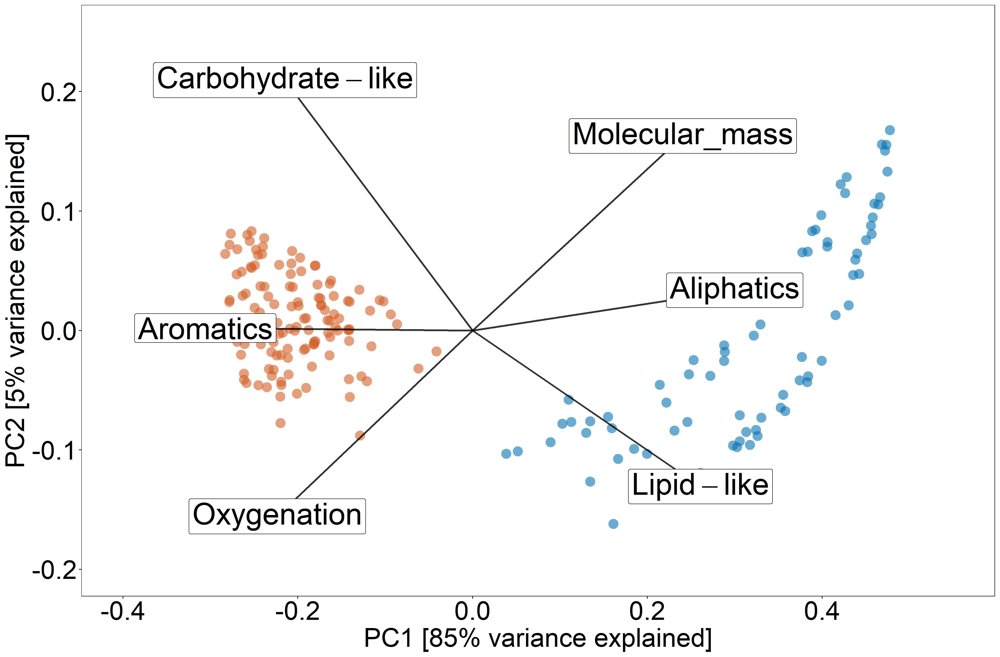 Carbohydrate – like
Molecular_mass
Aliphatics
Aromatics
Lipid – like
Oxygenation
PC2 [5% variance explained]
0.2
0.1
0.0
-0.1
-0.2
-0.4 -0.2 0.0 0.2 0.4
PC1 [85% variance explained]